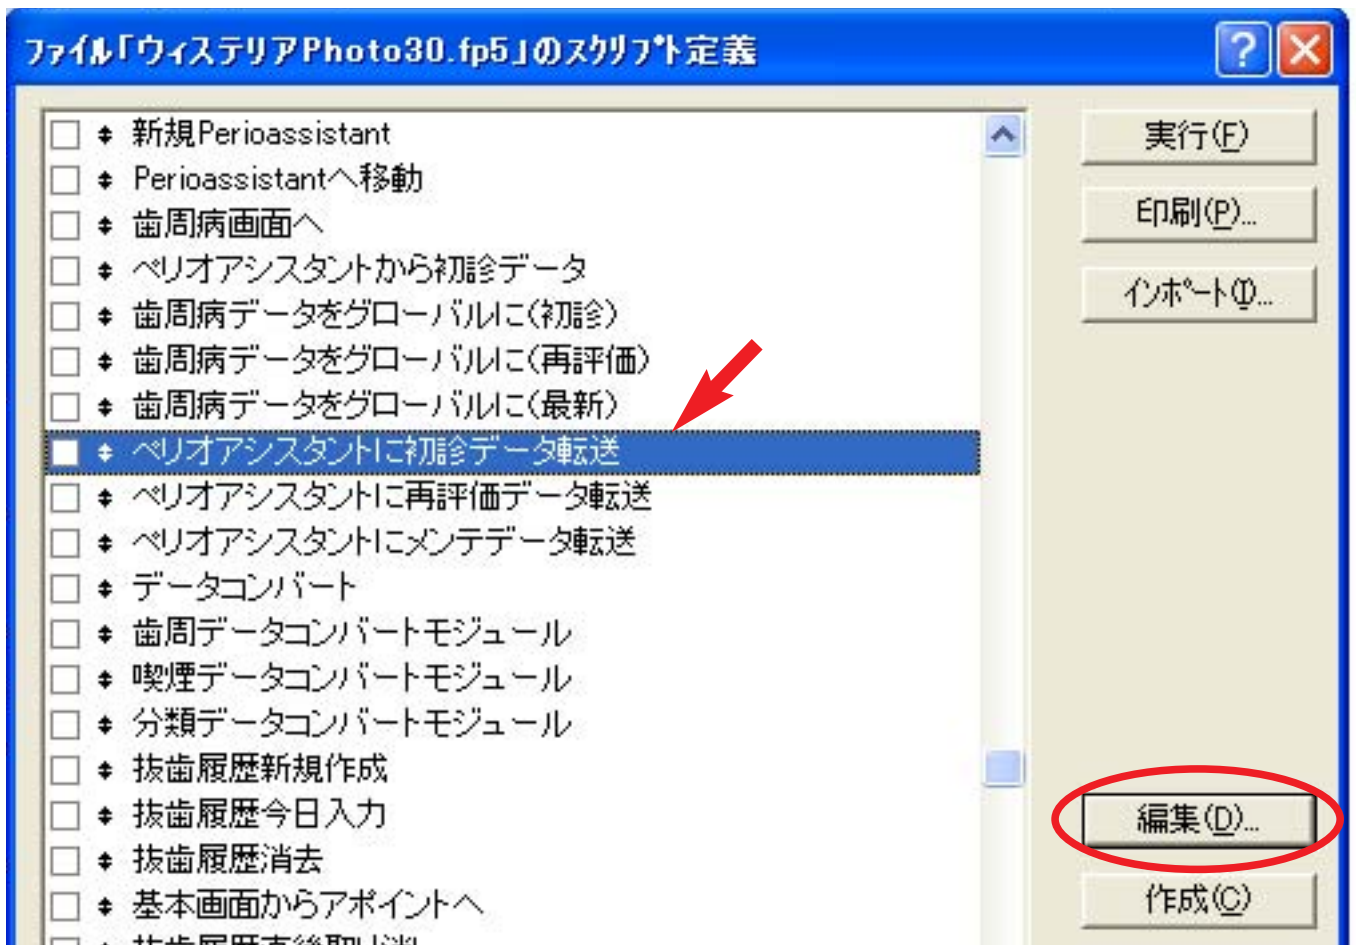 ファイル「ウィステリアPhoto30.fp5」のスクリプト定義
新規Perioassistant
Perioassistantへ移動
歯周病画面へ
ペリオアシスタントから初診データ
歯周病データをグローバルに(初診)
歯周病データをグローバルに(再評価)
歯周病データをグローバルに(最新)
ペリオアシスタントに初診データ転送
ペリオアシスタントに再評価データ転送
ペリオアシスタントにメンテデータ転送
データコンバート
歯周データコンバートモジュール
喫煙データコンバートモジュール
分類データコンバートモジュール
抜歯履歴新規作成
抜歯履歴今日入力
抜歯履歴消去
基本画面からアポイントへ
実行(F)
印刷(P)...
インポート(I)...
編集(D)...
作成(C)